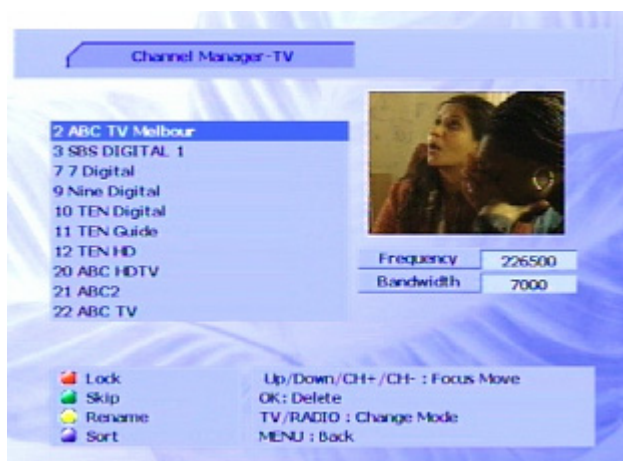 Channel Manager-TV
2 ABC TV Melbour
3 SBS DIGITAL 1
7 7 Digital
9 Nine Digital
10 TEN Digital
11 TEN Guide
12 TEN HD
20 ABC HDTV
21 ABC2
22 ABC TV
Frequency 226500
Bandwidth 7000
Lock Up/Down/CH+/CH- : Focus Move
Skip OK: Delete
Rename TV/RADIO : Change Mode
Sort MENU : Back